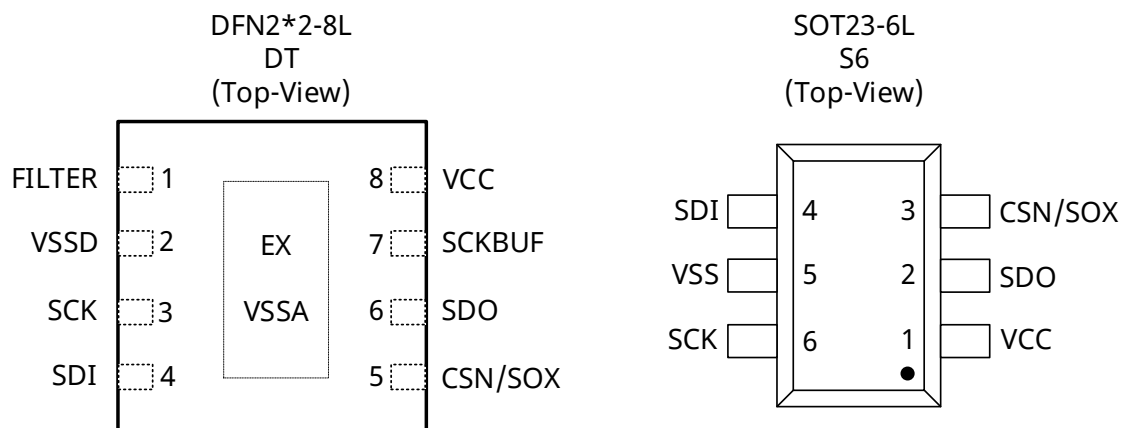 DFN2*2-8L
DT
(Top-View)
FILTER 1 8 VCC
VSSD 2 EX 7 SCKBUF
SCK 3 VSSA 6 SDO
SDI 4 5 CSN/SOX
SOT23-6L
S6
(Top-View)
SDI 4 3 CSN/SOX
VSS 5 2 SDO
SCK 6 1 VCC